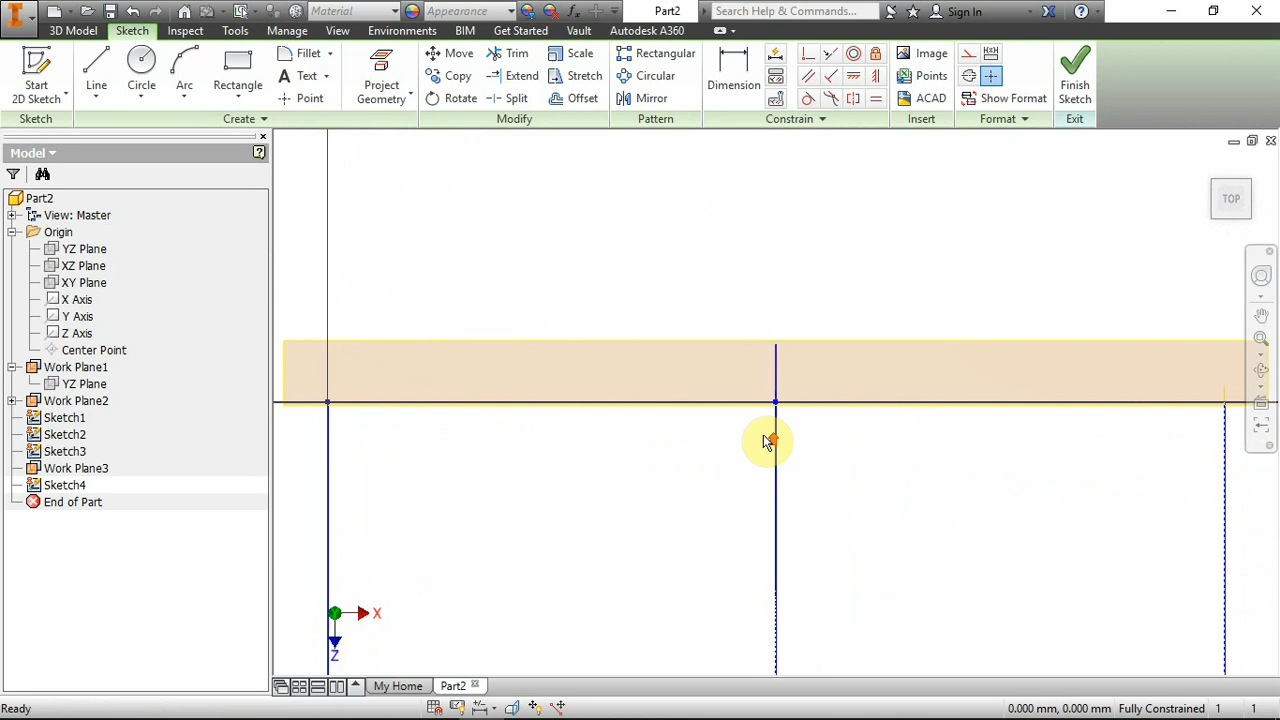 Material Appearance Part2 Search Help & Commands... Sign In
3D Model Sketch Inspect Tools Manage View Environments BIM Get Started Vault Autodesk A360
Start 2D Sketch Line Circle Arc Rectangle Fillet Text Point Project Geometry Move Copy Rotate Trim Extend Split Scale Stretch Offset Rectangular Circular Mirror Dimension Image Points ACAD Show Format Finish Sketch
Sketch Create Modify Pattern Constrain Insert Format Exit
Model
Part2
View: Master
TOP
Origin
YZ Plane
XZ Plane
XY Plane
X Axis
Y Axis
Z Axis
Center Point
Work Plane1
YZ Plane
Work Plane2
Sketch1
Sketch2
Sketch3
Work Plane3
Sketch4
End of Part
X
Z
My Home Part2
Ready 0.000 mm, 0.000 mm Fully Constrained 1 1